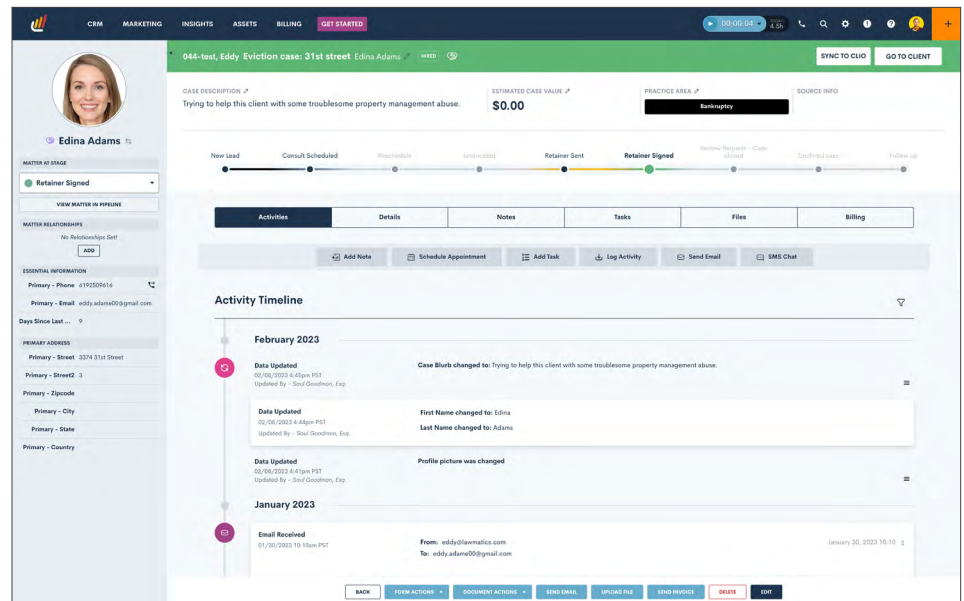 CRM MARKETING INSIGHTS ASSETS BILLING GET STARTED 00:00:04 4.5h
044-test, Eddy Eviction case: 31st street Edina Adams HIRED SYNC TO CLIO GO TO CLIENT
CASE DESCRIPTION ESTIMATED CASE VALUE PRACTICE AREA SOURCE INFO
Trying to help this client with some troublesome property management abuse. $0.00 Bankruptcy
Edina Adams
MATTER AT STAGE
Retainer Signed
VIEW MATTER IN PIPELINE
MATTER RELATIONSHIPS
No Relationships Set!
ADD
ESSENTIAL INFORMATION
Primary - Phone 6192509616
Primary - Email eddy.adame00@gmail.com
Days Since Last ... 9
PRIMARY ADDRESS
Primary - Street 3374 31st Street
Primary - Street2 3
Primary - Zipcode
Primary - City
Primary - State
Primary - Country
New Lead Consult Scheduled Reschedule Undecided Retainer Sent Retainer Signed Review Request - Case closed Declined case Follow up
Activities Details Notes Tasks Files Billing
Add Note Schedule Appointment Add Task Log Activity Send Email SMS Chat
Activity Timeline
February 2023
Data Updated Case Blurb changed to: Trying to help this client with some troublesome property management abuse.
02/08/2023 4:45pm PST
Updated By - Saul Goodman, Esq.
Data Updated First Name changed to: Edina
02/08/2023 4:44pm PST Last Name changed to: Adams
Updated By - Saul Goodman, Esq.
Data Updated Profile picture was changed
02/08/2023 4:41pm PST
Updated By - Saul Goodman, Esq.
January 2023
Email Received From: eddy@lawmatics.com January 30, 2023 10:10
01/30/2023 10:10am PST To: eddy.adame00@gmail.com
BACK FORM ACTIONS DOCUMENT ACTIONS SEND EMAIL UPLOAD FILE SEND INVOICE DELETE EDIT